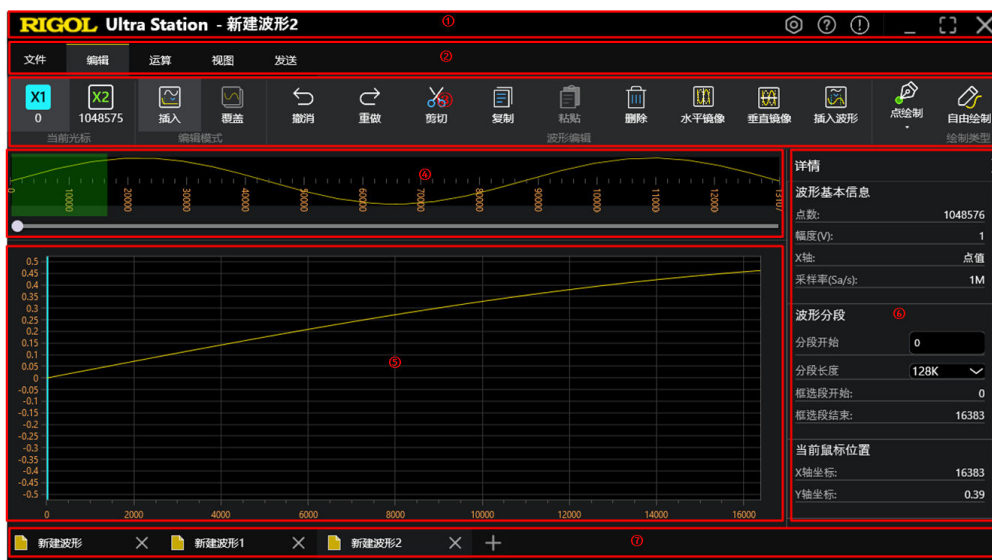 RIGOL Ultra Station - 新建波形2 ①
文件 编辑 运算 视图 发送 ②
X1 X2
0 1048575 插入 覆盖 撤消 重做 剪切 ③ 复制 粘贴 删除 水平镜像 垂直镜像 插入波形 点绘制 自由绘制
当前光标 编辑模式 波形编辑 绘制类型
④
0 10000 20000 30000 40000 50000 60000 70000 80000 90000 10000 11000 12000 13107
0.5
0.45
0.4
0.35
0.3
0.25
0.2
0.15
0.1
0.05
0
-0.05
-0.1
-0.15
-0.2
-0.25
-0.3
-0.35
-0.4
-0.45
-0.5
⑤
0 2000 4000 6000 8000 10000 12000 14000 16000
详情
波形基本信息
点数: 1048576
幅度(V): 1
X轴: 点值
采样率(Sa/s): 1M
波形分段 ⑥
分段开始 0
分段长度 128K
框选段开始: 0
框选段结束: 16383
当前鼠标位置
X轴坐标: 16383
Y轴坐标: 0.39
新建波形 新建波形1 新建波形2 ⑦